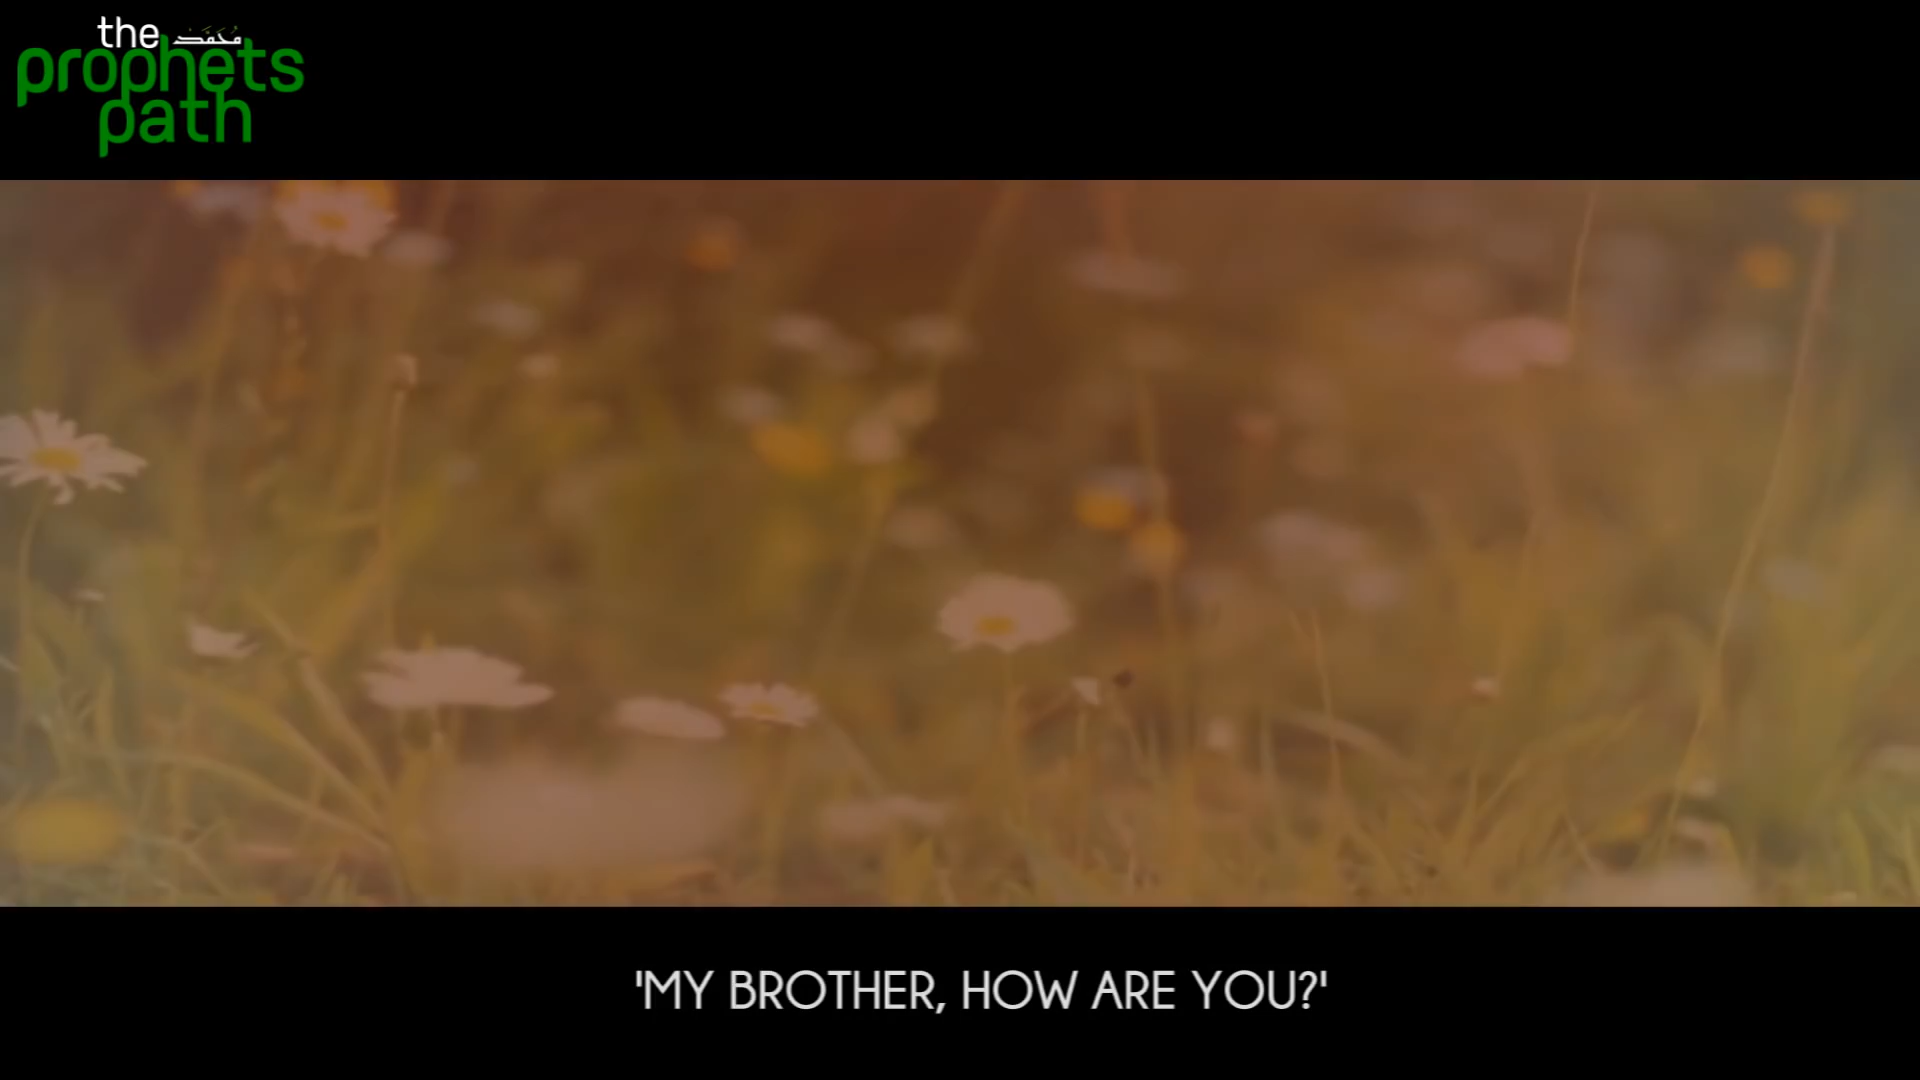 the مُحَمَّد
prophets
path
'MY BROTHER, HOW ARE YOU?'